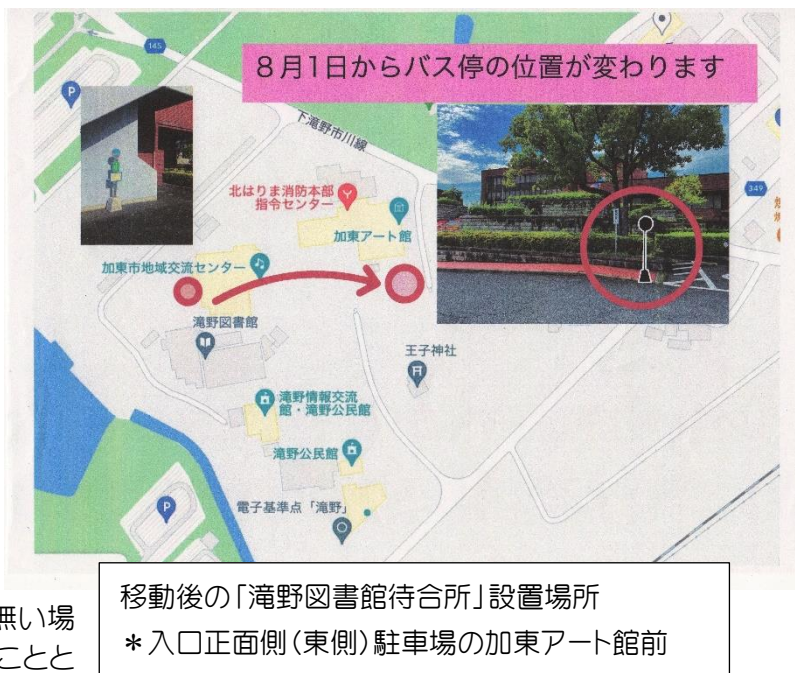 145
8月1日からバス停の位置が変わります
P
下滝野市川線
北はりま消防本部
指令センター
加東アート館
349
加東市地域交流センター
滝野図書館
王子神社
滝野情報交流
館・滝野公民館
滝野公民館
P
電子基準点「滝野」
無い場
ことと
移動後の「滝野図書館待合所」設置場所
*入口正面側(東側)駐車場の加東アート館前